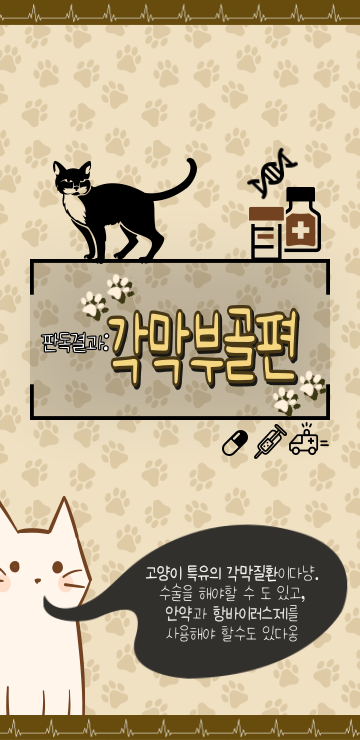 판독결과:각막부골편
고양이 특유의 각막질환이다냥.
수술을 해야할 수 도 있고,
안약과 항바이러스제를
사용해야 할수도 있다옹